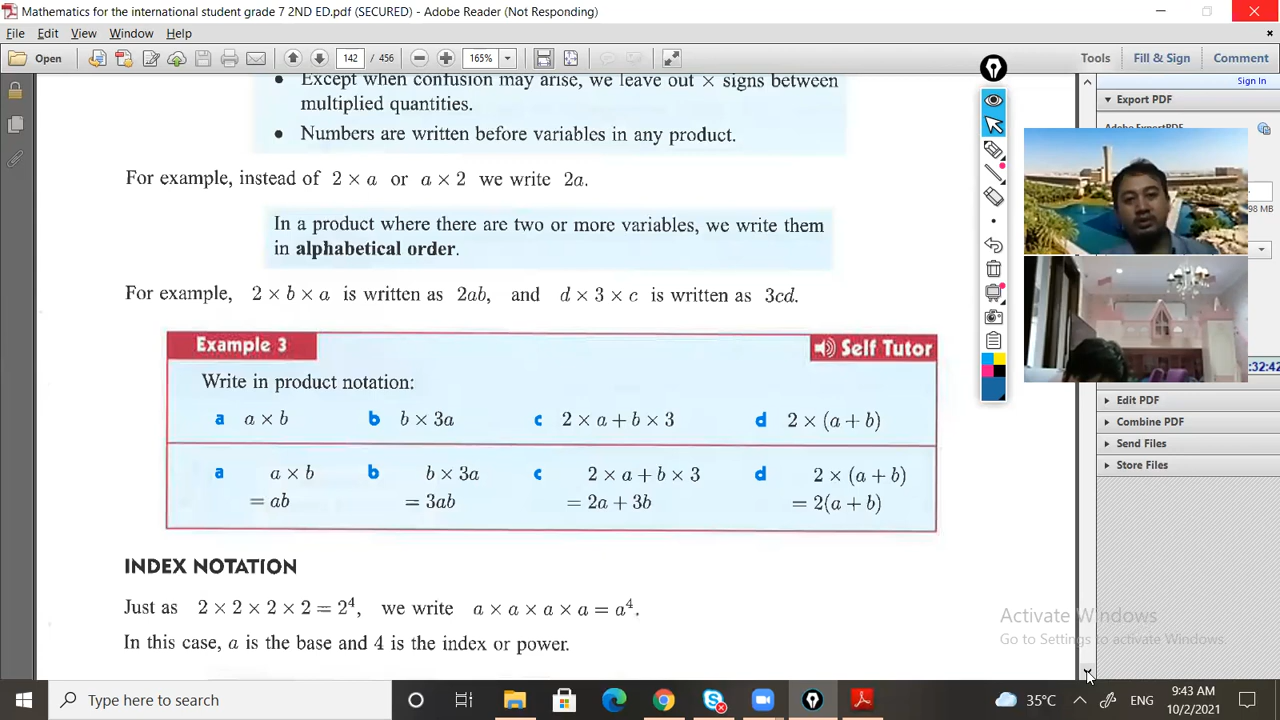 Mathematics for the international student grade 7 2ND ED.pdf (SECURED) - Adobe Reader (Not Responding)
File Edit View Window Help
Open 142 / 456 165% Tools Fill & Sign Comment
Sign In
Export PDF
Adobe ExportPDF
98 MB
:32:42
Edit PDF
Combine PDF
Send Files
Store Files
• Except when confusion may arise, we leave out × signs between
multiplied quantities.
• Numbers are written before variables in any product.
For example, instead of 2 × a or a × 2 we write 2a.
In a product where there are two or more variables, we write them
in alphabetical order.
For example, 2 × b × a is written as 2ab, and d × 3 × c is written as 3cd.
Example 3 Self Tutor
Write in product notation:
a a × b b b × 3a c 2 × a + b × 3 d 2 × (a + b)
a a × b b b × 3a c 2 × a + b × 3 d 2 × (a + b)
= ab = 3ab = 2a + 3b = 2(a + b)
INDEX NOTATION
Just as 2 × 2 × 2 × 2 = 2⁴, we write a × a × a × a = a⁴.
In this case, a is the base and 4 is the index or power.
Activate Windows
Go to Settings to activate Windows.
Type here to search
35°C ENG 9:43 AM
10/2/2021